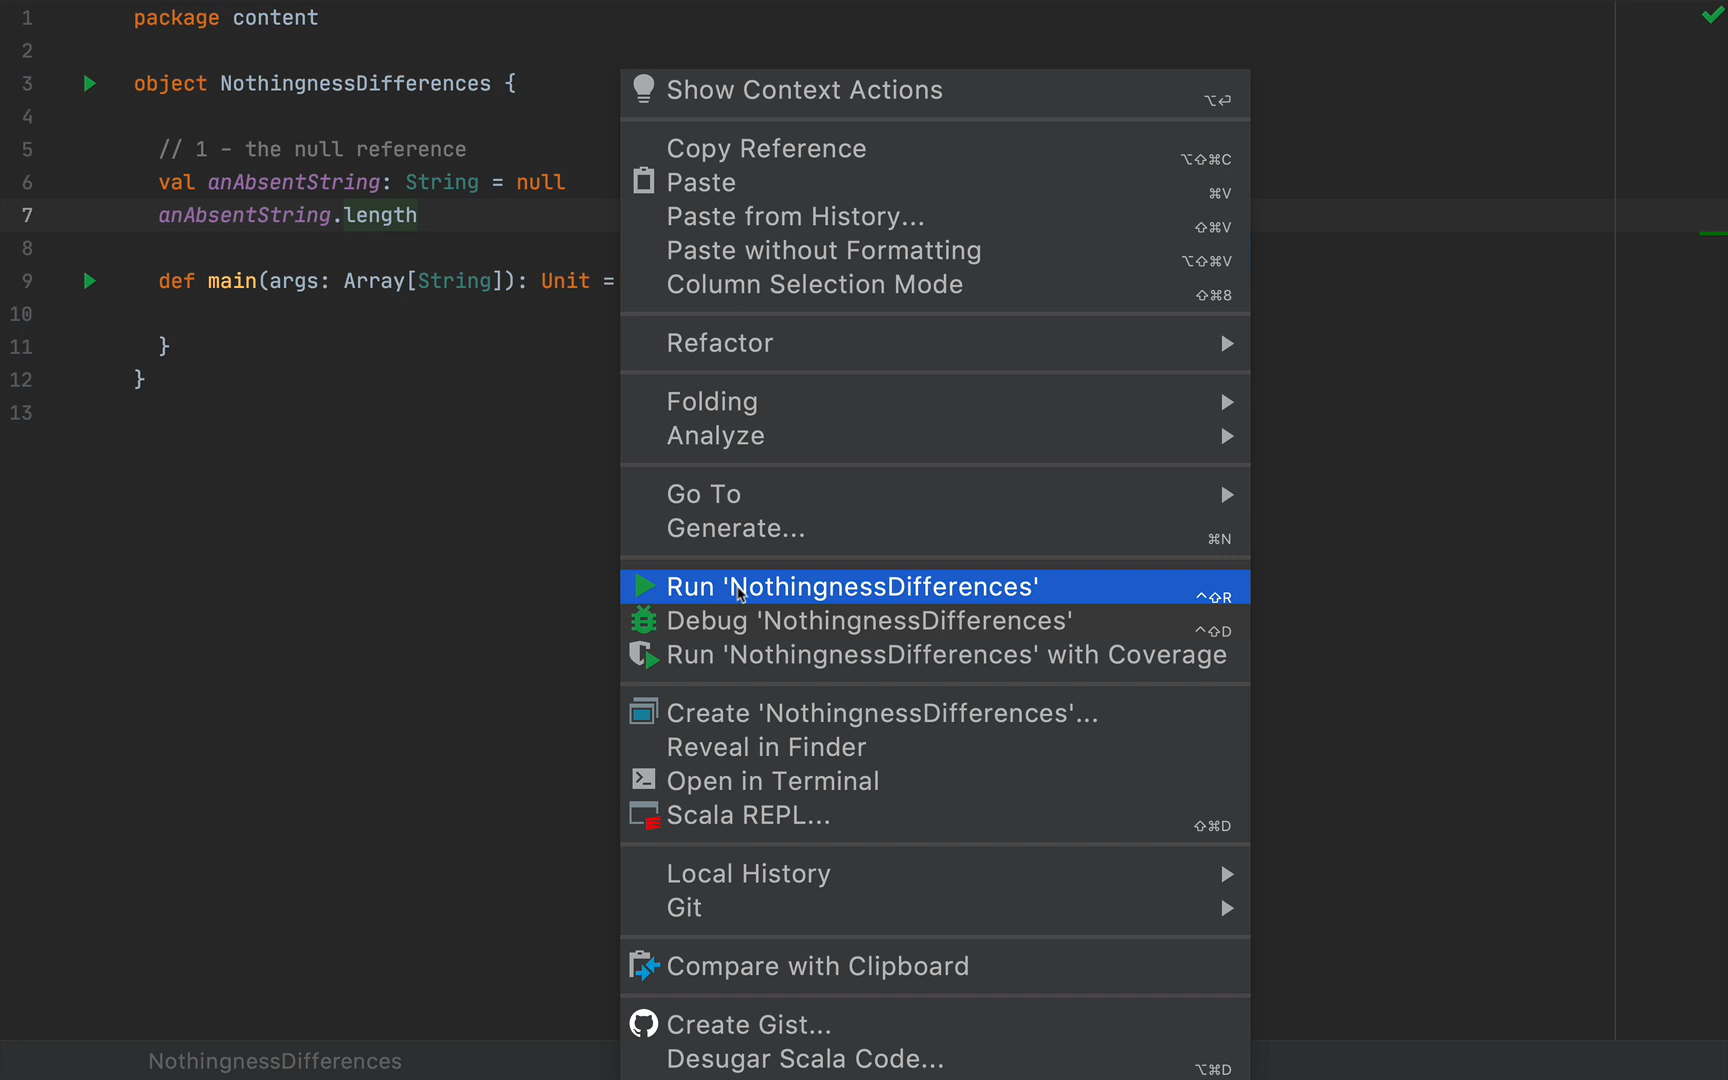 1 package content
2
3 object NothingnessDifferences {
4
5 // 1 - the null reference
6 val anAbsentString: String = null
7 anAbsentString.length
8
9 def main(args: Array[String]): Unit =
10
11 }
12 }
13
Show Context Actions ⌥⏎
Copy Reference ⌥⇧⌘C
Paste ⌘V
Paste from History... ⇧⌘V
Paste without Formatting ⌥⇧⌘V
Column Selection Mode ⇧⌘8
Refactor
Folding
Analyze
Go To
Generate... ⌘N
Run 'NothingnessDifferences' ^⇧R
Debug 'NothingnessDifferences' ^⇧D
Run 'NothingnessDifferences' with Coverage
Create 'NothingnessDifferences'...
Reveal in Finder
Open in Terminal
Scala REPL... ⇧⌘D
Local History
Git
Compare with Clipboard
Create Gist...
Desugar Scala Code... ⌥⌘D
NothingnessDifferences